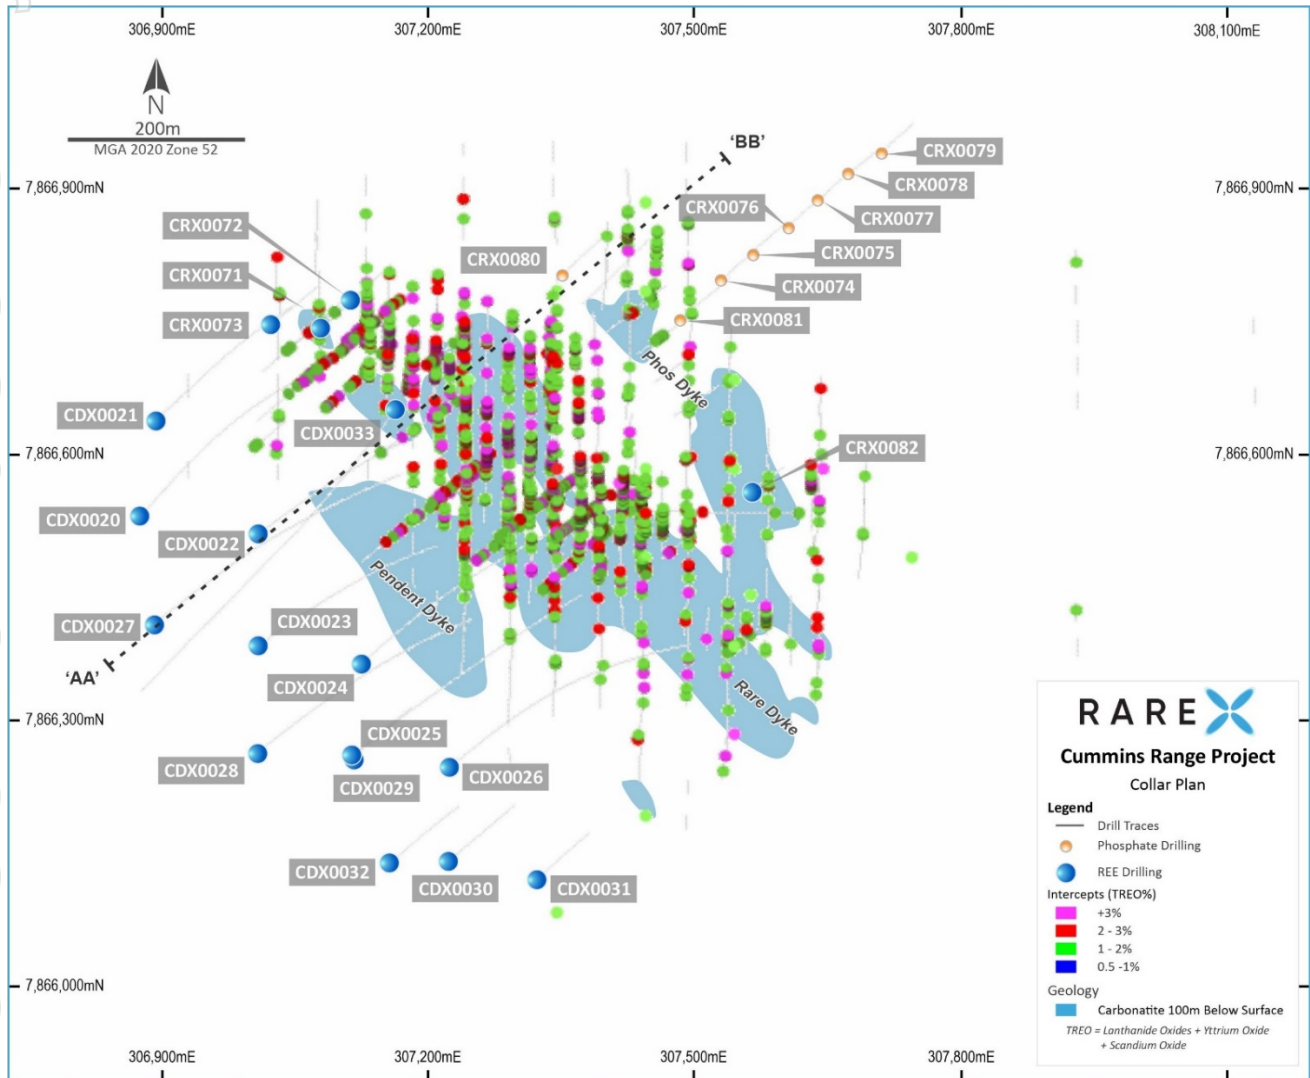 306,900mE
307,200mE
307,500mE
307,800mE
308,100mE
N
200m
MGA 2020 Zone 52
'BB'
CRX0079
7,866,900mN
CRX0078
7,866,900mN
CRX0076
CRX0077
CRX0072
CRX0075
CRX0080
CRX0071
CRX0074
CRX0073
CRX0081
Phos Dyke
CDX0021
CDX0033
CRX0082
7,866,600mN
7,866,600mN
CDX0020
CDX0022
Pendent Dyke
CDX0027
CDX0023
'AA'
CDX0024
Rare Dyke
7,866,300mN
CDX0025
CDX0028
CDX0026
CDX0029
CDX0032
CDX0030
CDX0031
7,866,000mN
306,900mE
307,200mE
307,500mE
307,800mE
RAREX
Cummins Range Project
Collar Plan
Legend
Drill Traces
Phosphate Drilling
REE Drilling
Intercepts (TREO%)
+3%
2 - 3%
1 - 2%
0.5 -1%
Geology
Carbonatite 100m Below Surface
TREO = Lanthanide Oxides + Yttrium Oxide
+ Scandium Oxide